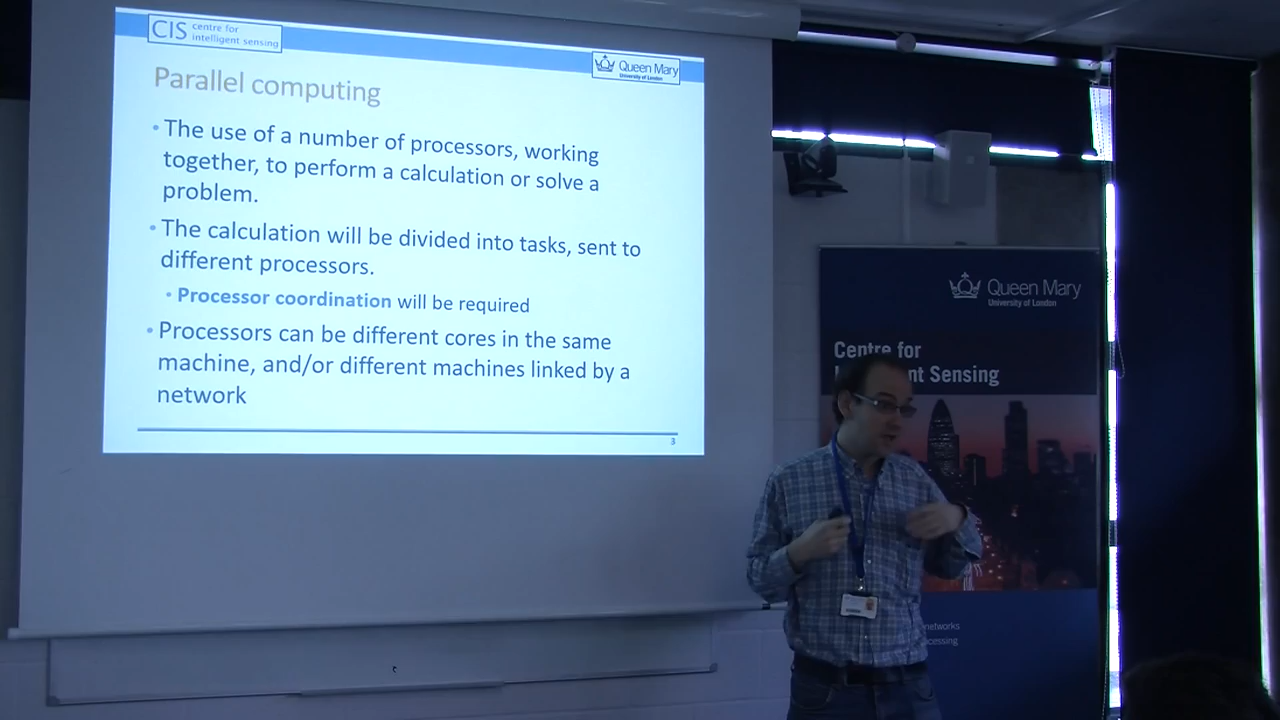 CIS centre for
intelligent sensing
Queen Mary
University of London
Parallel computing
• The use of a number of processors, working
together, to perform a calculation or solve a
problem.
• The calculation will be divided into tasks, sent to
different processors.
• Processor coordination will be required
• Processors can be different cores in the same
machine, and/or different machines linked by a
network
3
Queen Mary
University of London
Centre for
nt Sensing
networks
ocessing